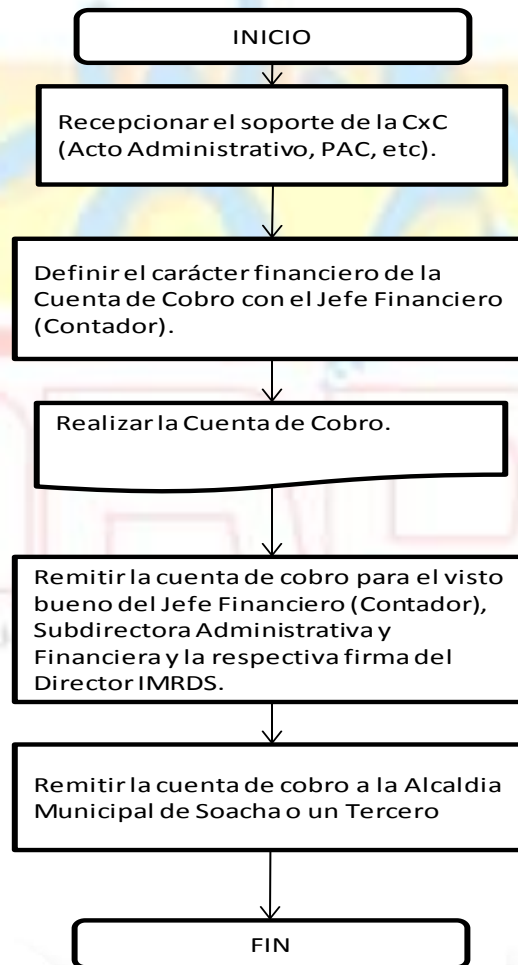 INICIO
Recepcionar el soporte de la CxC
(Acto Administrativo, PAC, etc).
Definir el carácter financiero de la
Cuenta de Cobro con el Jefe Financiero
(Contador).
Realizar la Cuenta de Cobro.
Remitir la cuenta de cobro para el visto
bueno del Jefe Financiero (Contador),
Subdirectora Administrativa y
Financiera y la respectiva firma del
Director IMRDS.
Remitir la cuenta de cobro a la Alcaldia
Municipal de Soacha o un Tercero
FIN